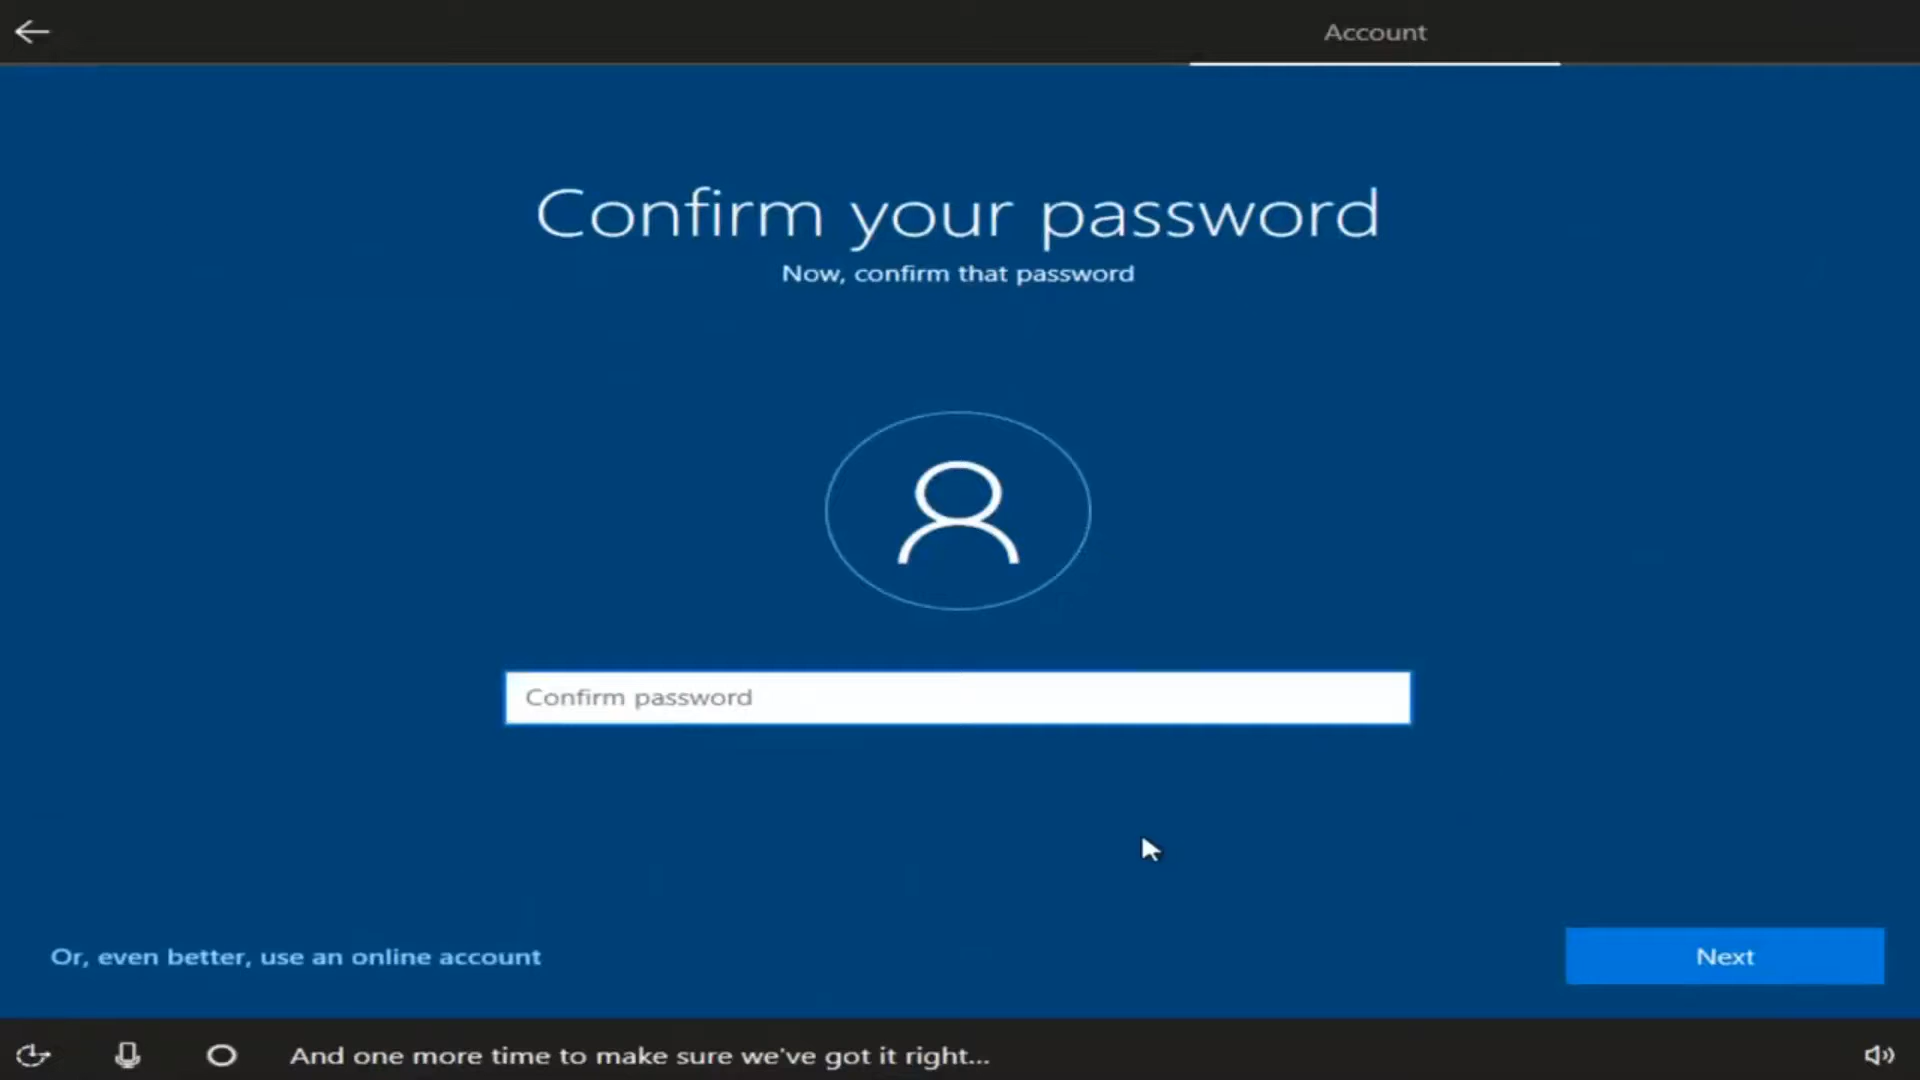 Account
Confirm your password
Now, confirm that password
Confirm password
Or, even better, use an online account
Next
And one more time to make sure we've got it right...